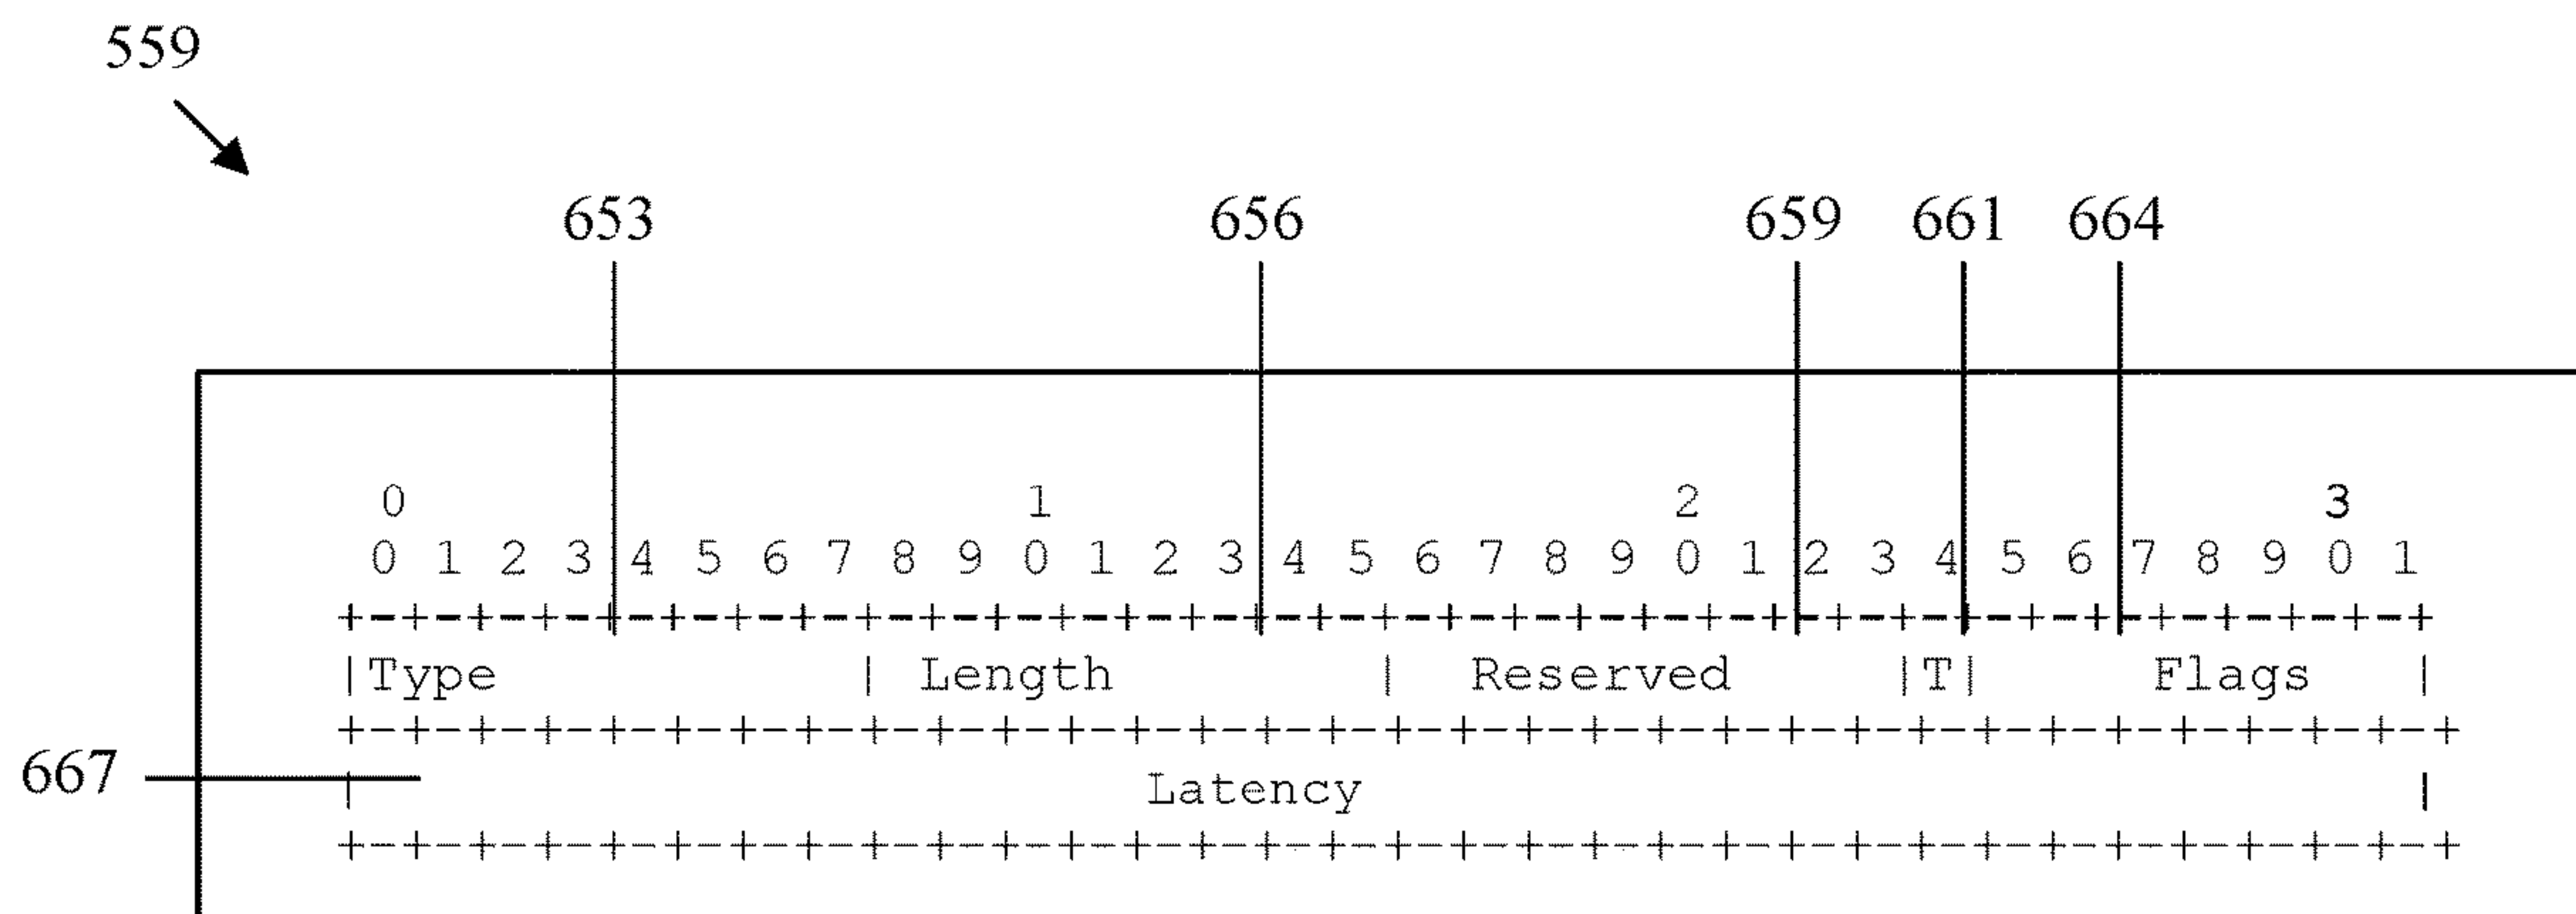 559
653 656 659 661 664
0 1 2 3
0 1 2 3 4 5 6 7 8 9 0 1 2 3 4 5 6 7 8 9 0 1 2 3 4 5 6 7 8 9 0 1
+-+-+-+-+-+-+-+-+-+-+-+-+-+-+-+-+-+-+-+-+-+-+-+-+-+-+-+-+-+-+-+-+
|Type | Length | Reserved |T| Flags |
+-+-+-+-+-+-+-+-+-+-+-+-+-+-+-+-+-+-+-+-+-+-+-+-+-+-+-+-+-+-+-+-+
667 | Latency |
+-+-+-+-+-+-+-+-+-+-+-+-+-+-+-+-+-+-+-+-+-+-+-+-+-+-+-+-+-+-+-+-+